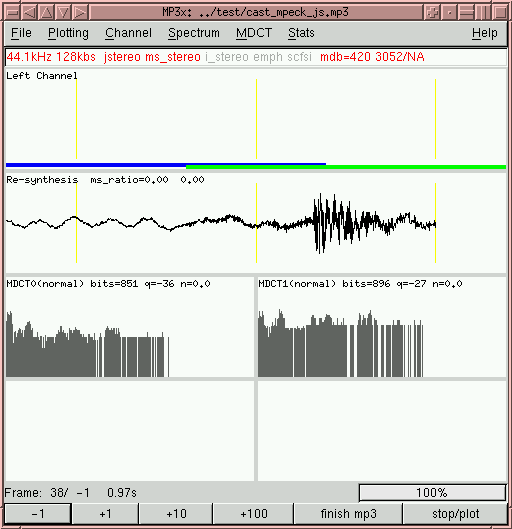 MP3x: ../test/cast_mpeck_js.mp3
File Plotting Channel Spectrum MDCT Stats Help
44.1kHz 128kbs jstereo ms_stereo i_stereo emph scfsi mdb=420 3052/NA
Left Channel
Re-synthesis ms_ratio=0.00 0.00
MDCT0(normal) bits=851 q=-36 n=0.0 MDCT1(normal) bits=896 q=-27 n=0.0
Frame: 38/ -1 0.97s 100%
-1 +1 +10 +100 finish mp3 stop/plot